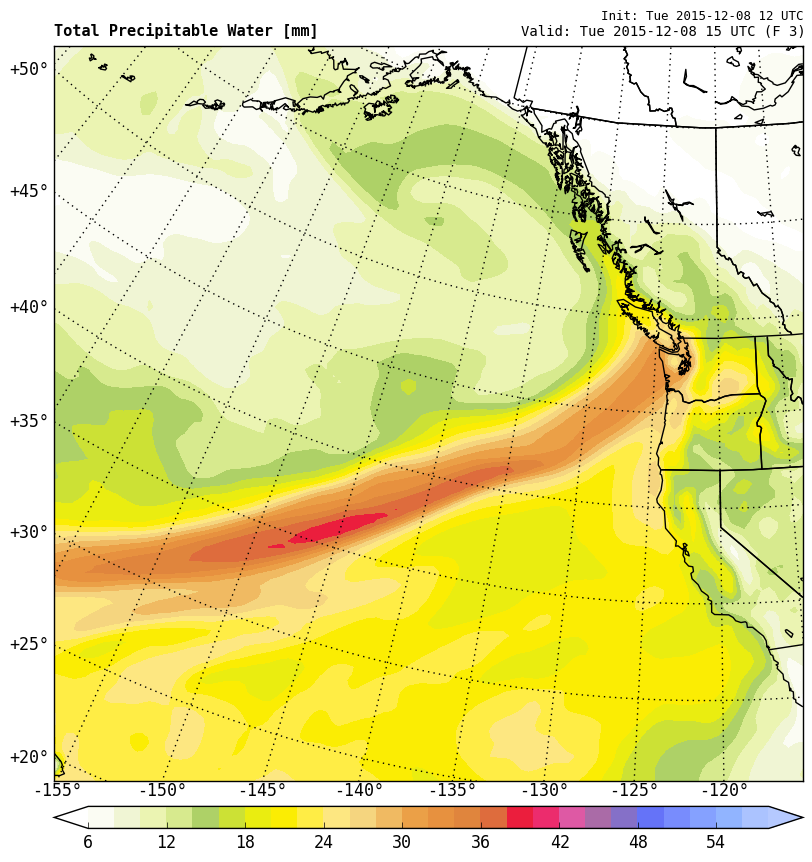 Init: Tue 2015-12-08 12 UTC
Total Precipitable Water [mm] Valid: Tue 2015-12-08 15 UTC (F 3)
+50°
+45°
+40°
+35°
+30°
+25°
+20°
-155° -150° -145° -140° -135° -130° -125° -120°
6 12 18 24 30 36 42 48 54